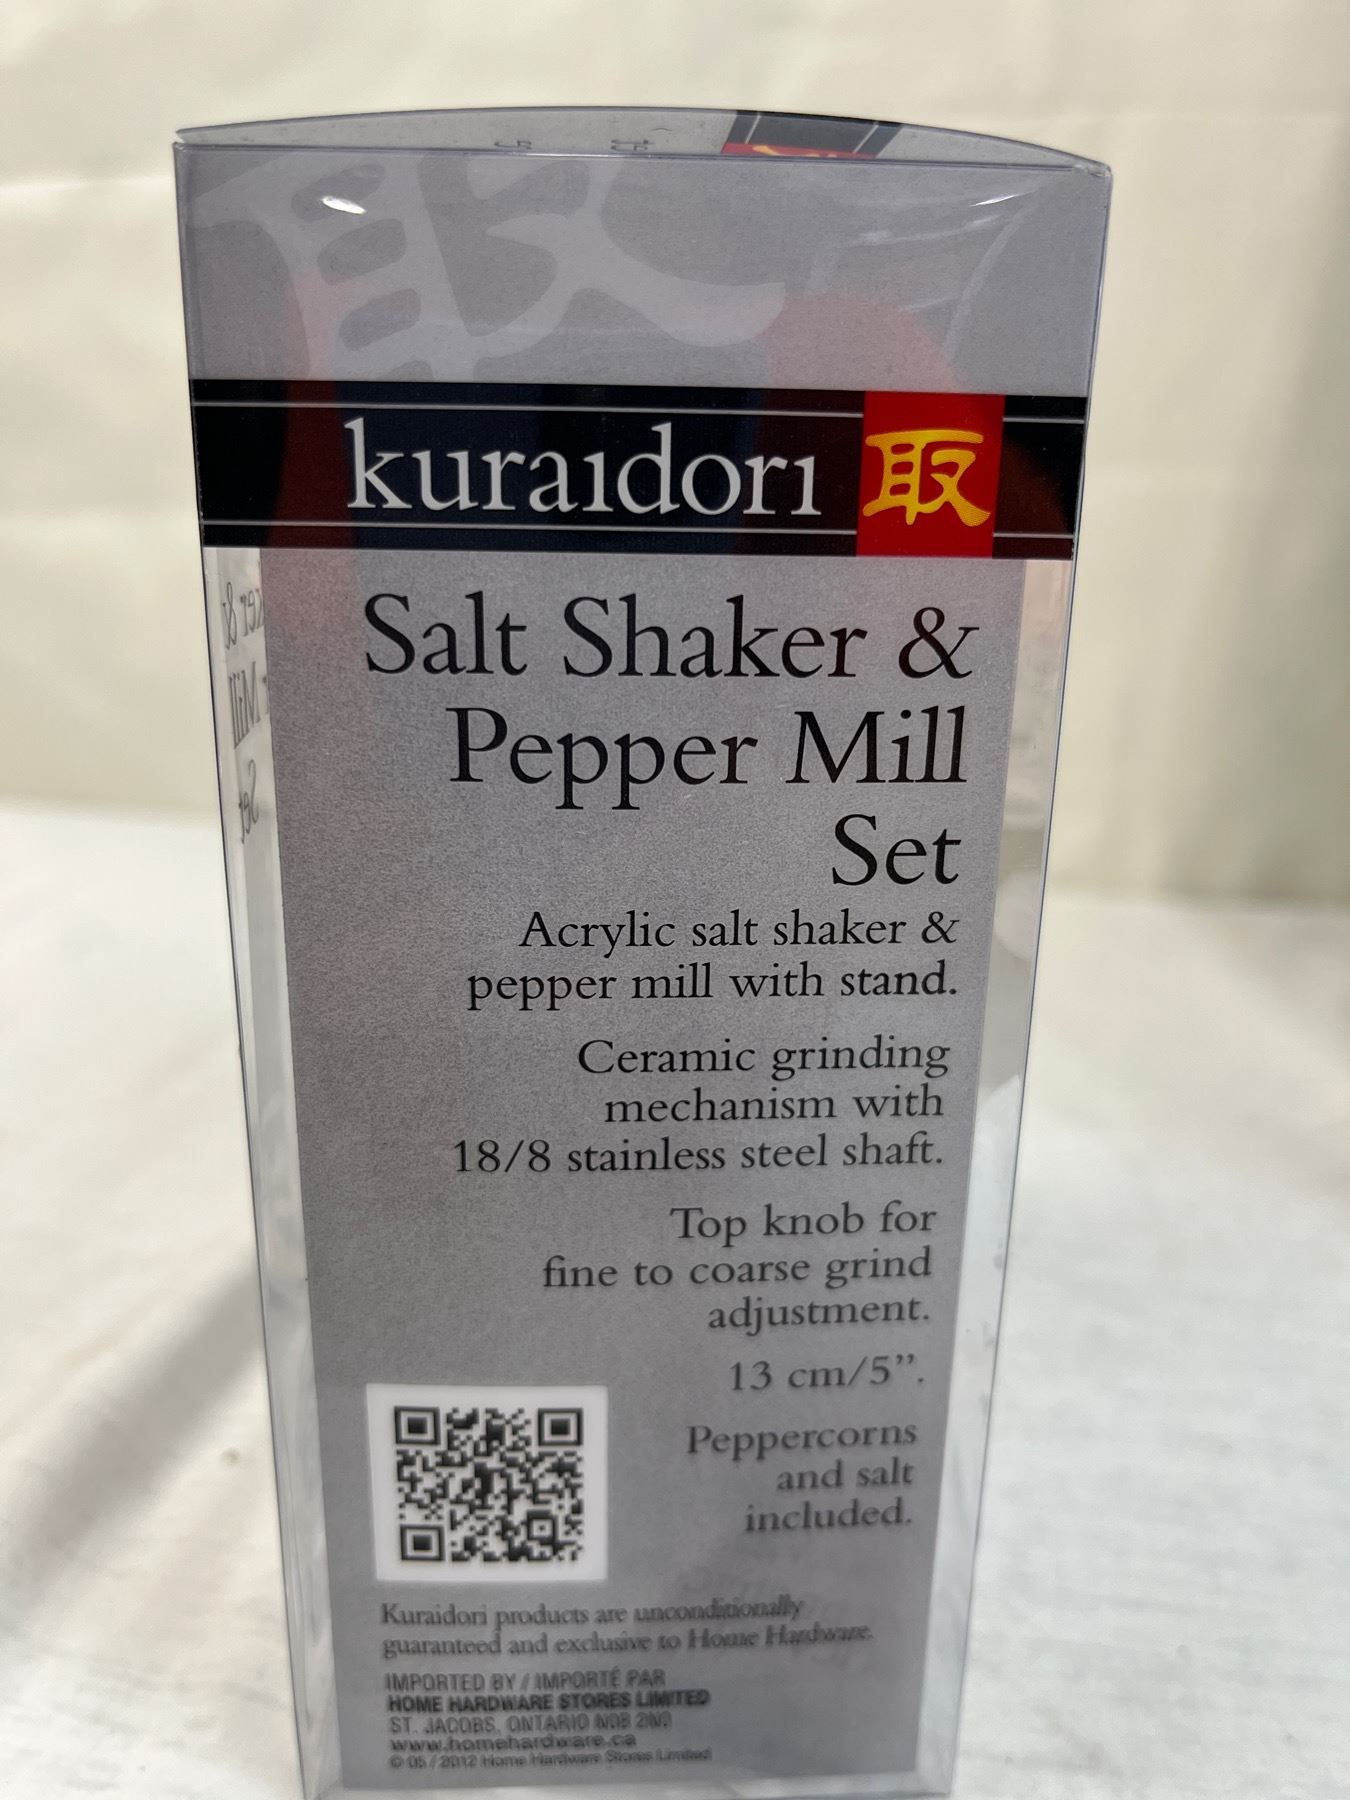 kuraidori 取
Salt Shaker &
Pepper Mill
Set
Acrylic salt shaker &
pepper mill with stand.
Ceramic grinding
mechanism with
18/8 stainless steel shaft.
Top knob for
fine to coarse grind
adjustment.
13 cm/5”.
Peppercorns
and salt
included.
Kuraidori products are unconditionally
guaranteed and exclusive to Home Hardware.
IMPORTED BY / IMPORTÉ PAR
HOME HARDWARE STORES LIMITED
ST. JACOBS, ONTARIO N0B 2N0
www.homehardware.ca
© 05 / 2012 Home Hardware Stores Limited